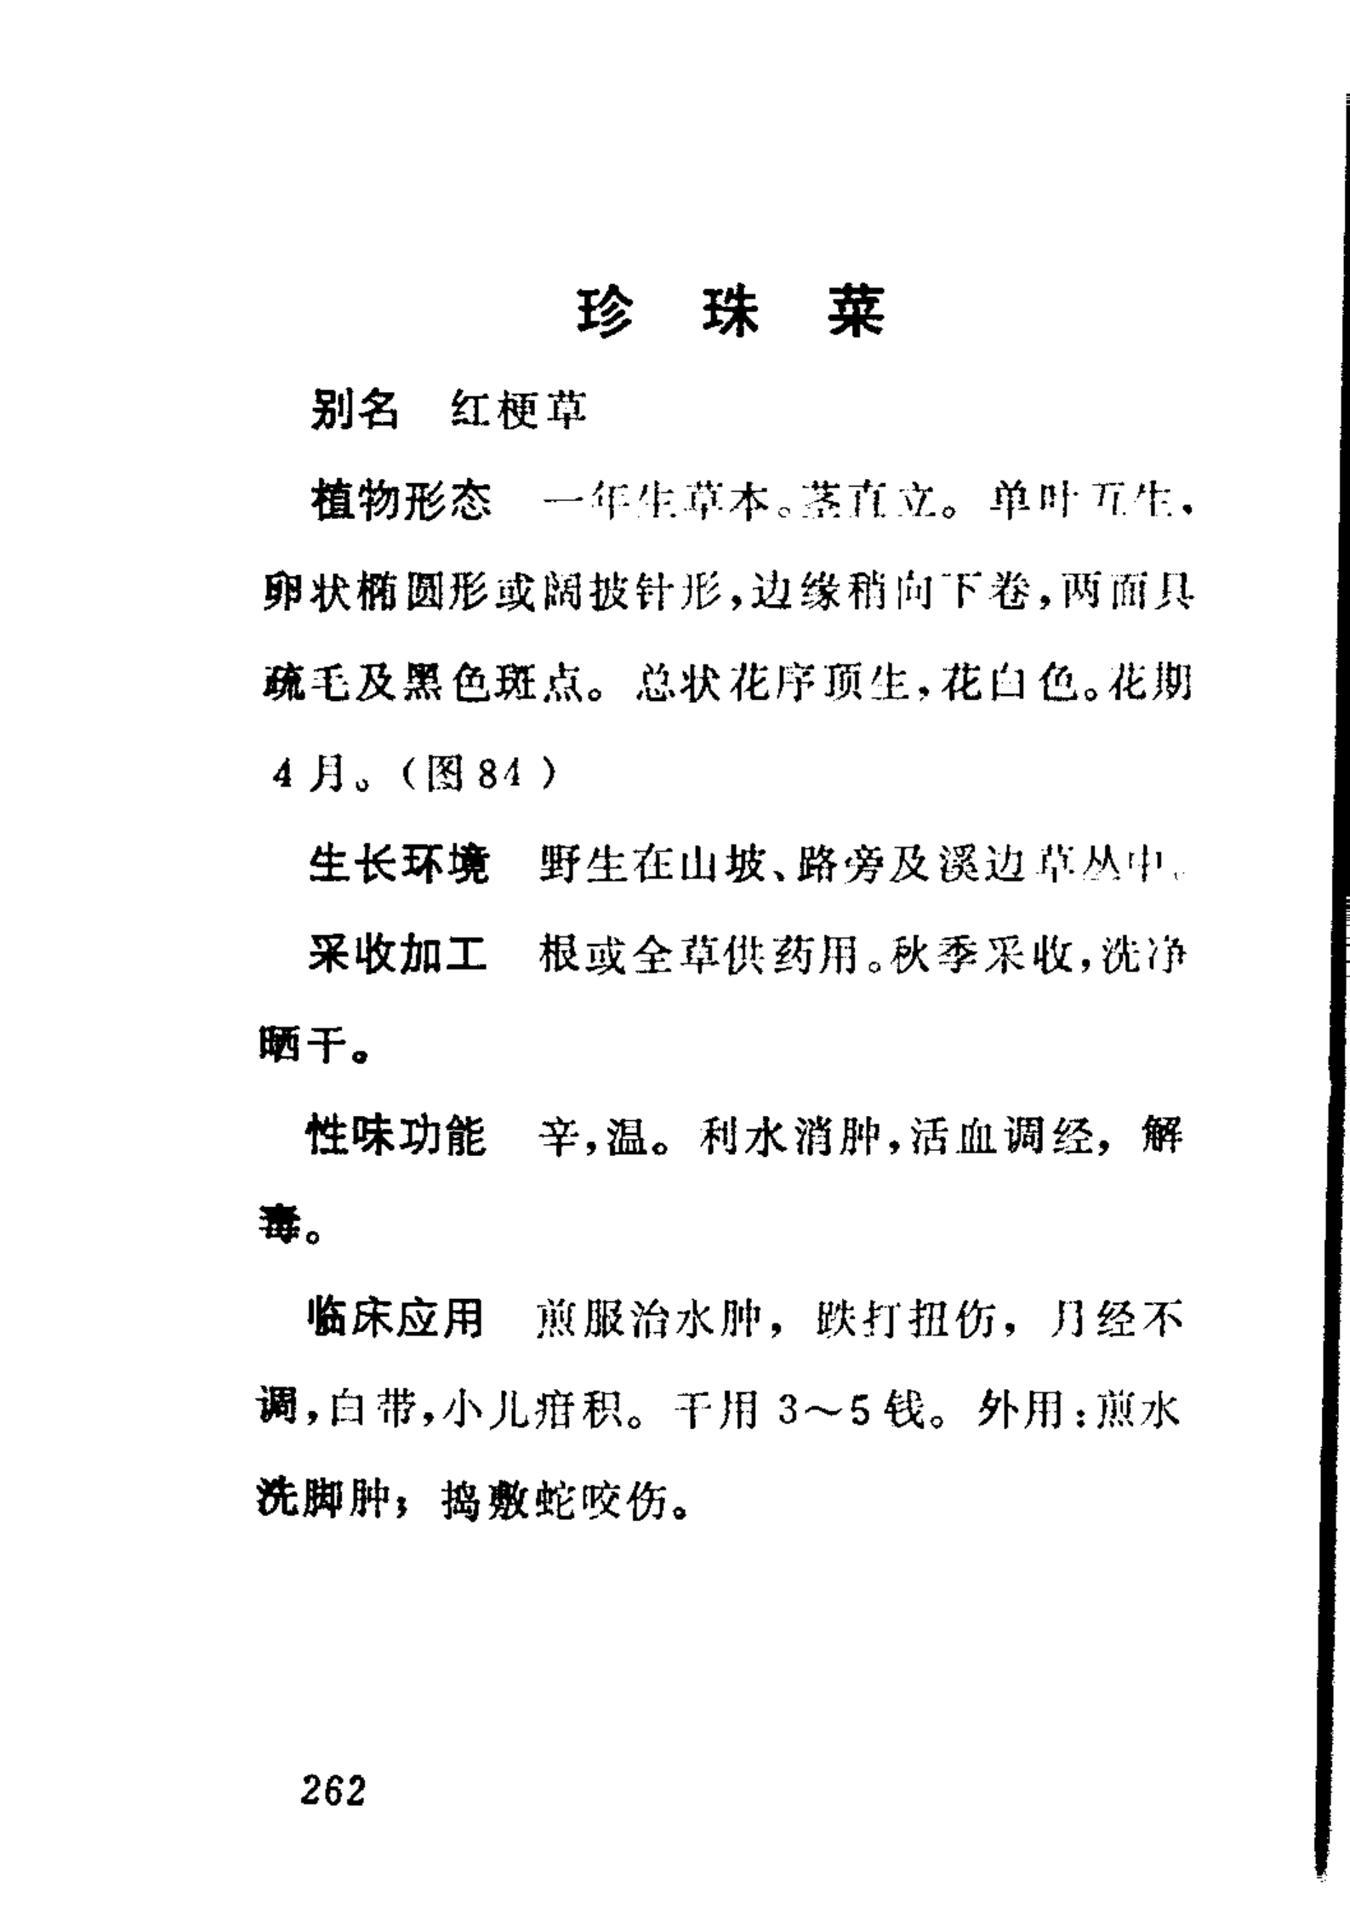 珍珠菜
别名 红梗草
植物形态 一年生草本。茎直立。单叶互生，
卵状椭圆形或阔披针形，边缘稍向下卷，两面具
疏毛及黑色斑点。总状花序顶生，花白色。花期
4月。（图84）
生长环境 野生在山坡、路旁及溪边草丛中。
采收加工 根或全草供药用。秋季采收，洗净
晒干。
性味功能 辛，温。利水消肿，活血调经，解
毒。
临床应用 煎服治水肿，跌打扭伤，月经不
调，白带，小儿疳积。干用3～5钱。外用：煎水
洗脚肿；捣敷蛇咬伤。
262